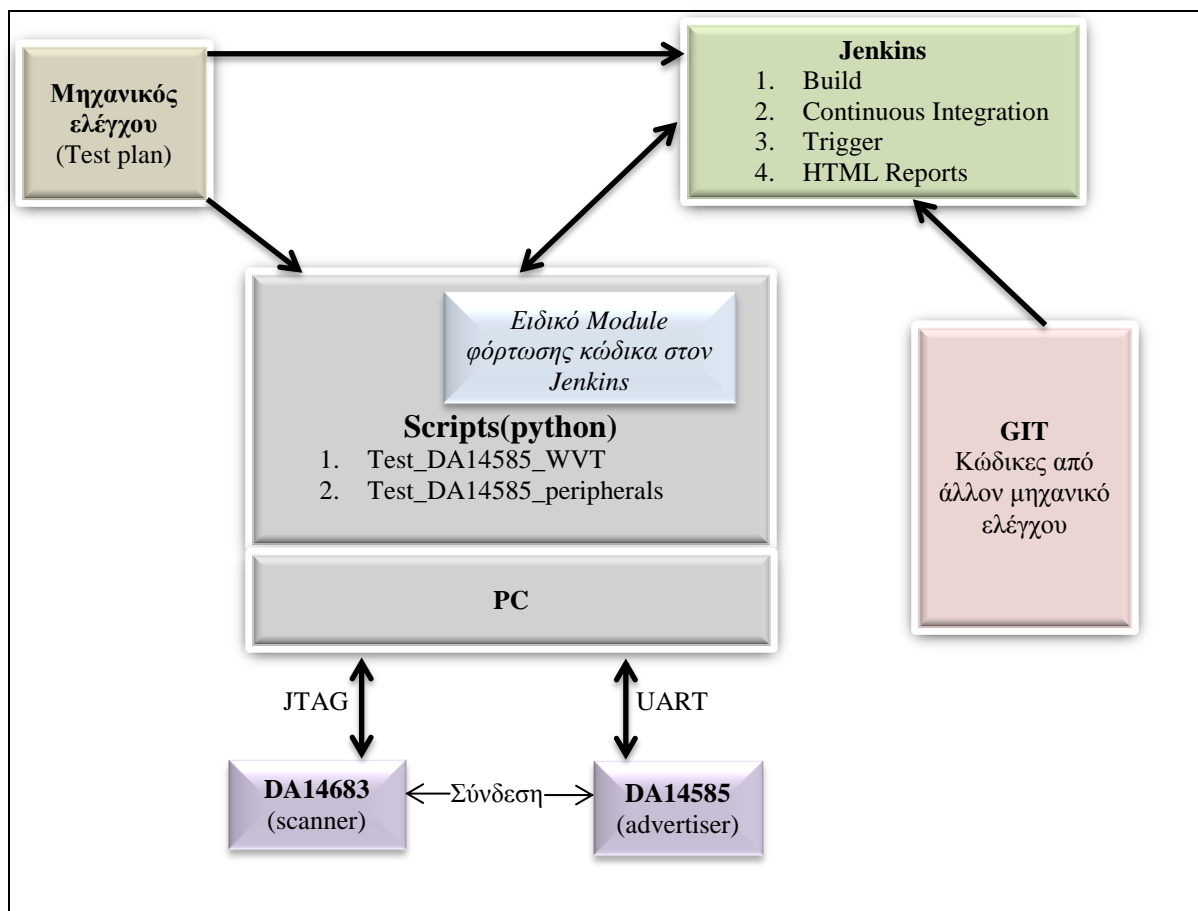 Μηχανικός
ελέγχου
(Test plan)
Jenkins
1. Build
2. Continuous Integration
3. Trigger
4. HTML Reports
Ειδικό Module
φόρτωσης κώδικα στον
Jenkins
Scripts(python)
1. Test_DA14585_WVT
2. Test_DA14585_peripherals
GIT
Κώδικες από
άλλον μηχανικό
ελέγχου
PC
JTAG
UART
DA14683
(scanner)
Σύνδεση
DA14585
(advertiser)